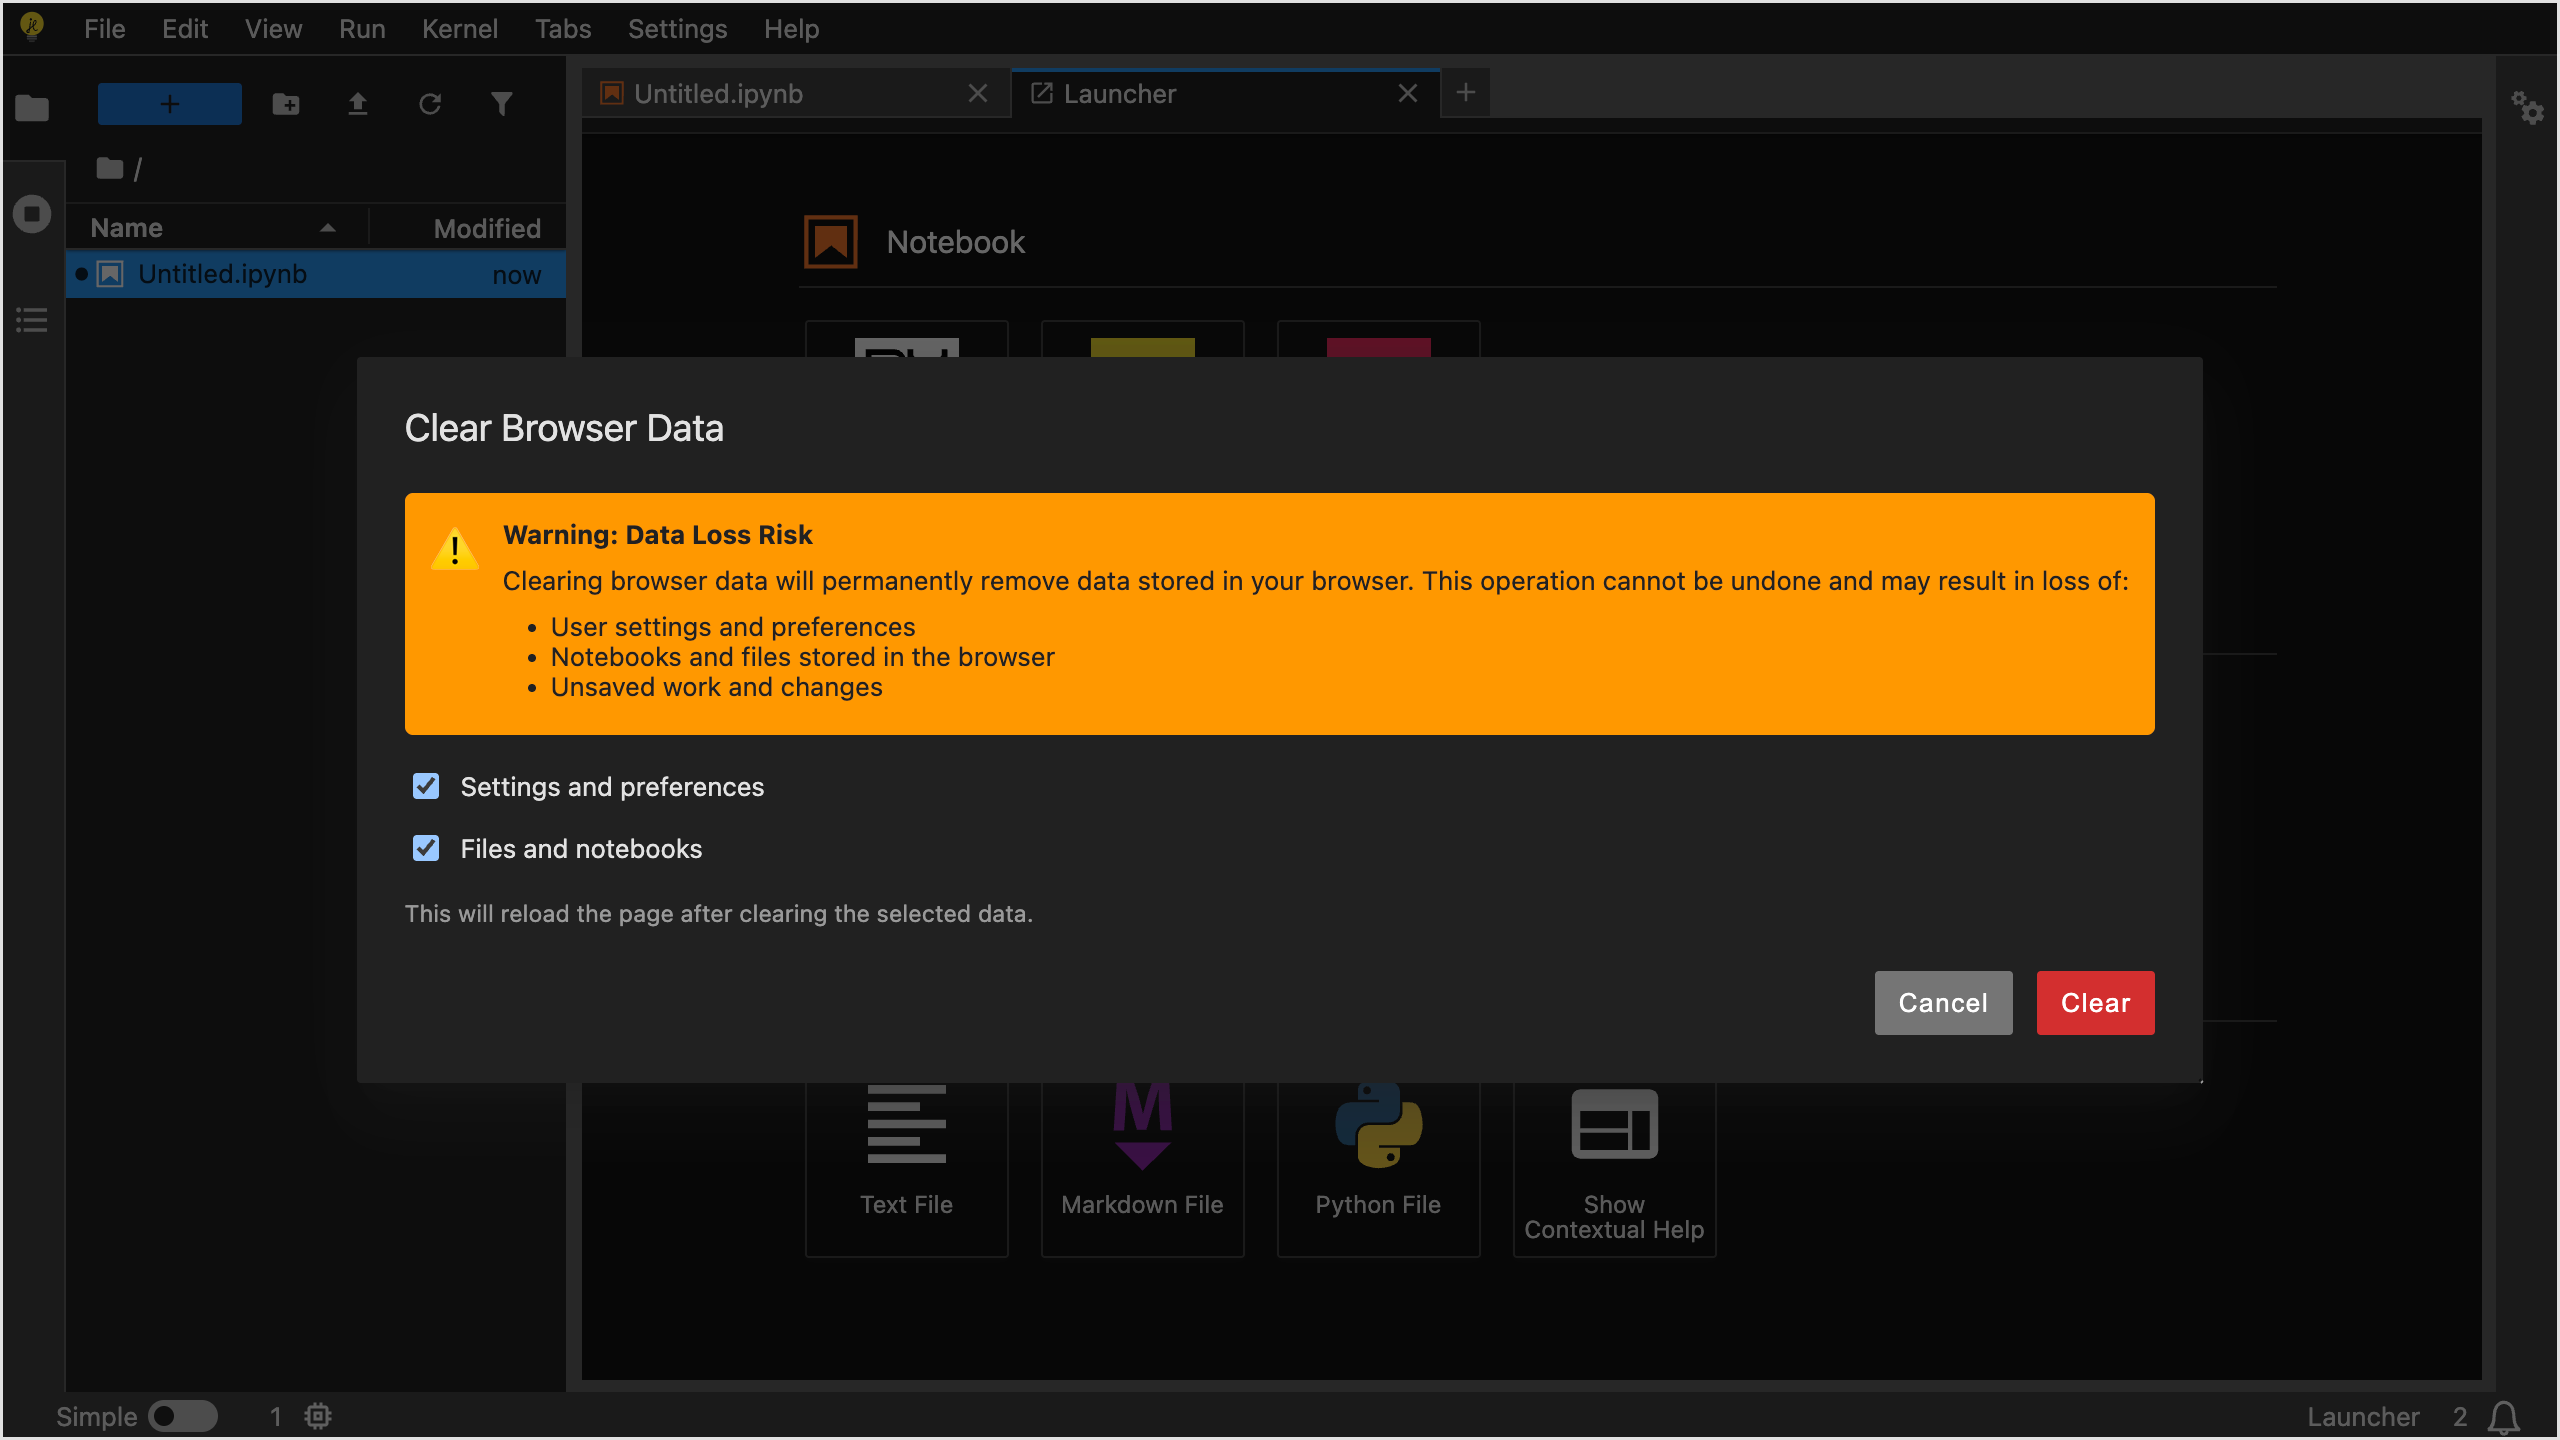 File Edit View Run Kernel Tabs Settings Help
Untitled.ipynb
Launcher
/
Name Modified
Untitled.ipynb now
Notebook
Clear Browser Data
Warning: Data Loss Risk
Clearing browser data will permanently remove data stored in your browser. This operation cannot be undone and may result in loss of:
• User settings and preferences
• Notebooks and files stored in the browser
• Unsaved work and changes
Settings and preferences
Files and notebooks
This will reload the page after clearing the selected data.
Cancel Clear
Text File
Markdown File
Python File
Show
Contextual Help
Simple 1
Launcher 2